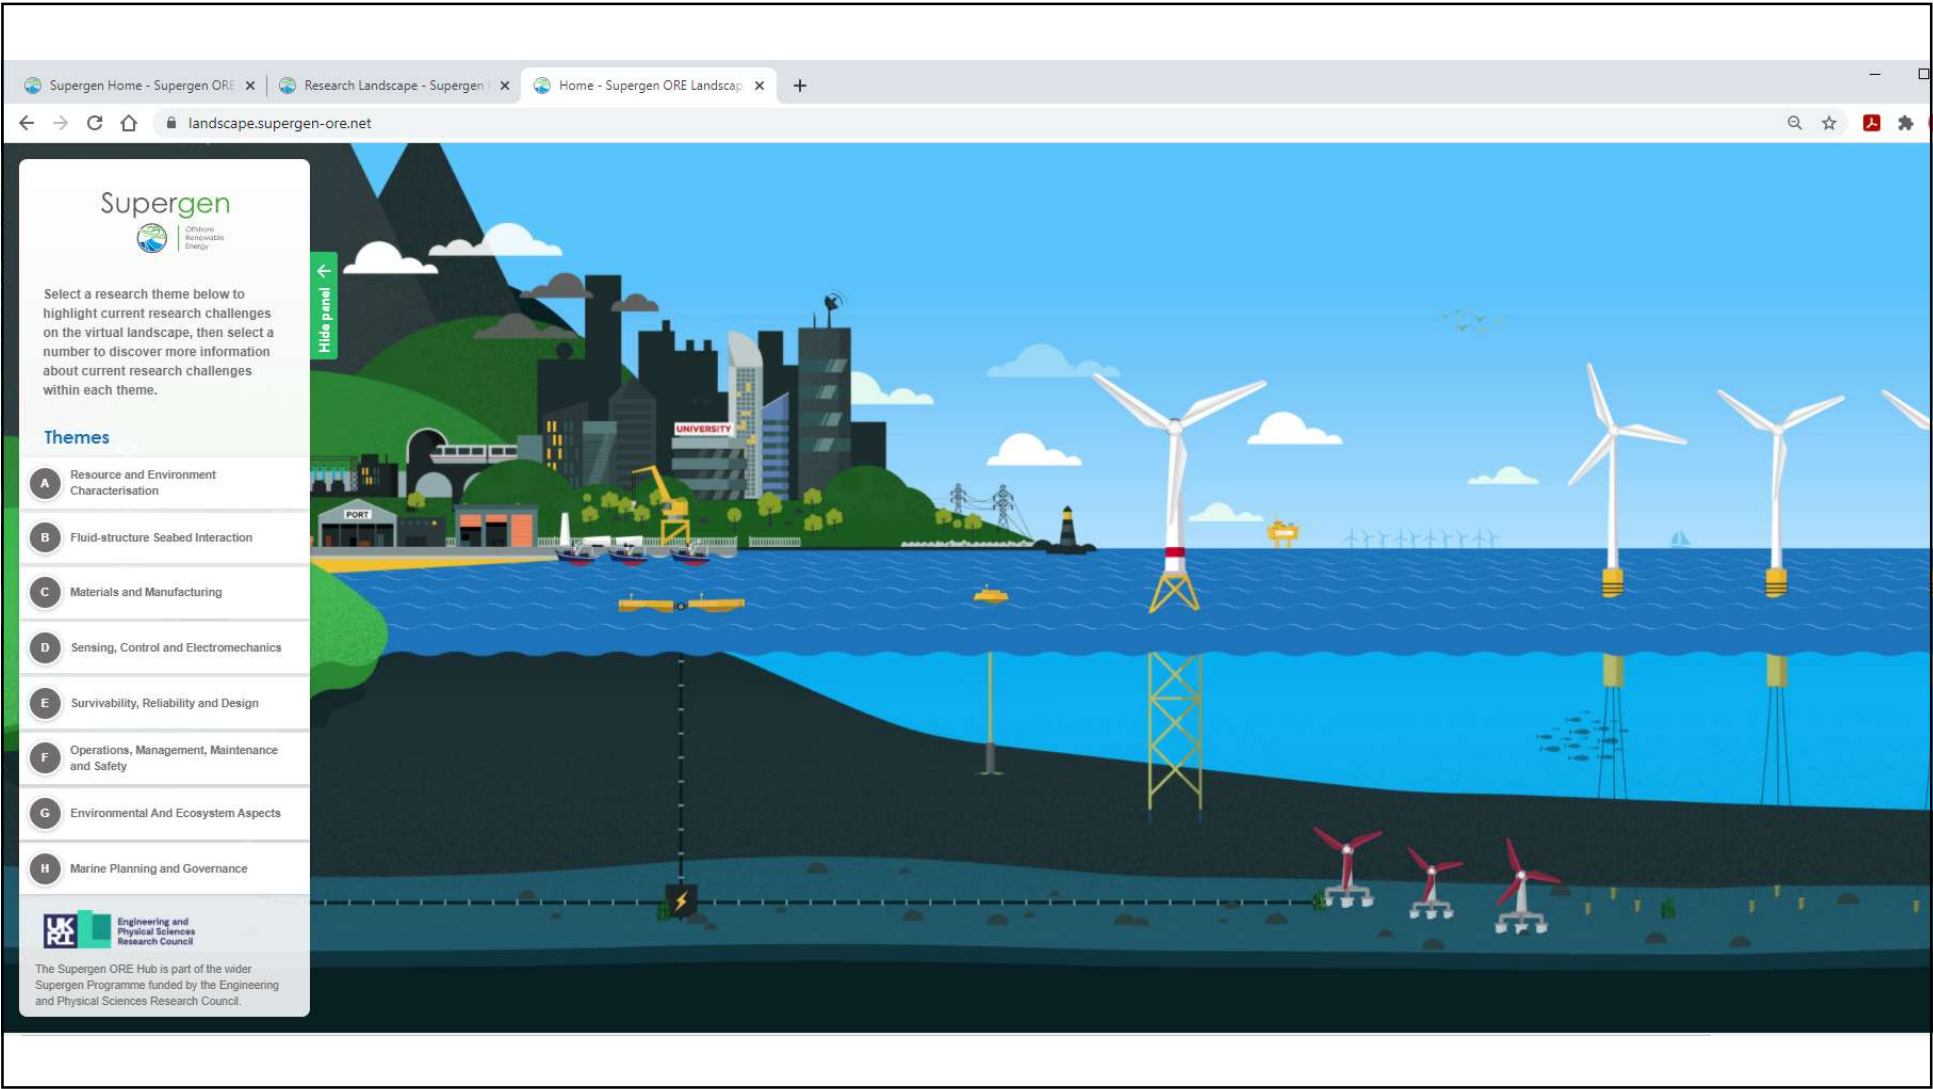 Supergen Home - Supergen ORE
Research Landscape - Supergen
Home - Supergen ORE Landscap
landscape.supergen-ore.net
Supergen
Offshore
Renewable
Energy
Hide panel
Select a research theme below to
highlight current research challenges
on the virtual landscape, then select a
number to discover more information
about current research challenges
within each theme.
Themes
A Resource and Environment
Characterisation
B Fluid-structure Seabed Interaction
C Materials and Manufacturing
D Sensing, Control and Electromechanics
E Survivability, Reliability and Design
F Operations, Management, Maintenance
and Safety
G Environmental And Ecosystem Aspects
H Marine Planning and Governance
UKRI
Engineering and
Physical Sciences
Research Council
The Supergen ORE Hub is part of the wider
Supergen Programme funded by the Engineering
and Physical Sciences Research Council.
UNIVERSITY
PORT